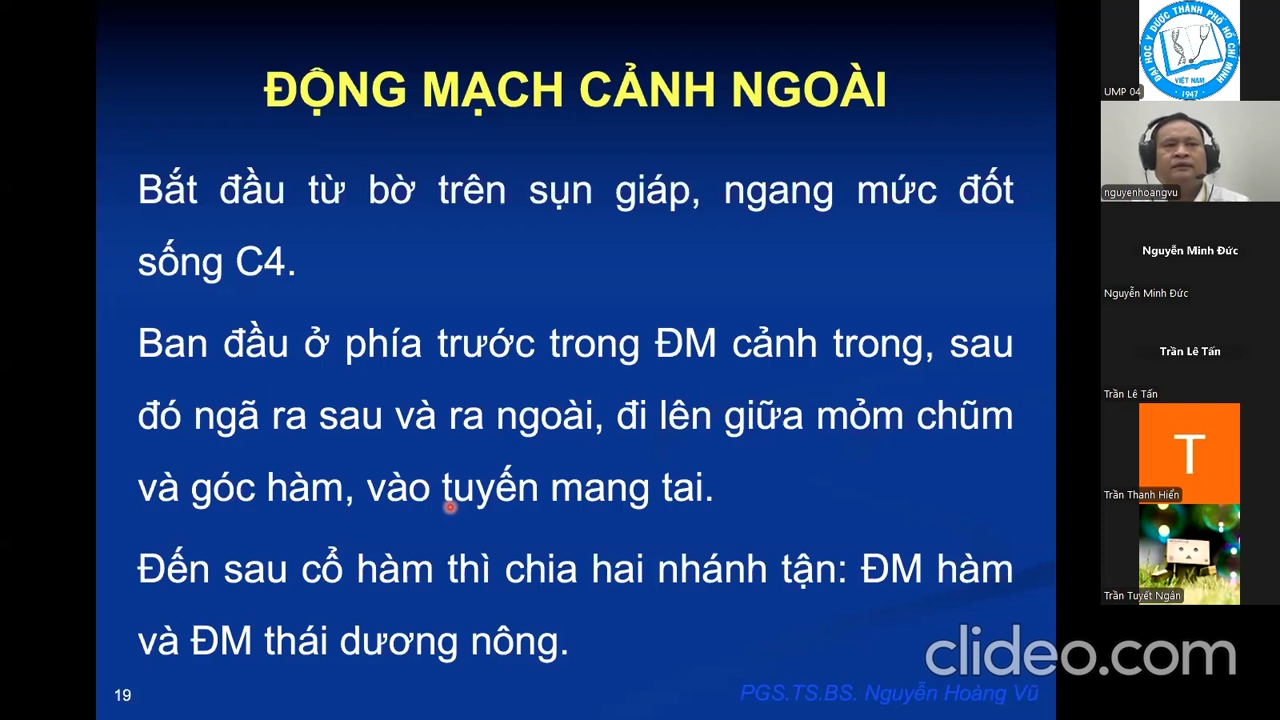 ĐỘNG MẠCH CẢNH NGOÀI
Bắt đầu từ bờ trên sụn giáp, ngang mức đốt
sống C4.
Ban đầu ở phía trước trong ĐM cảnh trong, sau
đó ngã ra sau và ra ngoài, đi lên giữa mỏm chũm
và góc hàm, vào tuyến mang tai.
Đến sau cổ hàm thì chia hai nhánh tận: ĐM hàm
và ĐM thái dương nông.
19
PGS.TS.BS. Nguyễn Hoàng Vũ
clideo.com
ĐẠI HỌC Y DƯỢC THÀNH PHỐ HỒ CHÍ MINH
VIỆT NAM
1947
UMP 04
nguyenhoangvu
Nguyễn Minh Đức
Nguyễn Minh Đức
Trần Lê Tấn
Trần Lê Tấn
T
Trần Thanh Hiển
Trần Tuyết Ngân